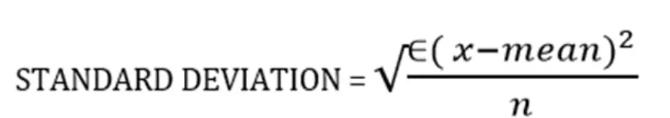 STANDARD DEVIATION = √∈( x−mean)²
n